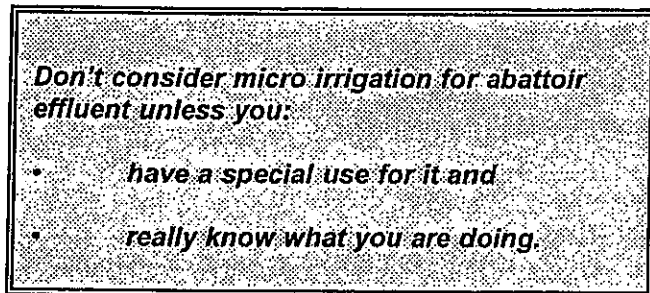 Don't consider micro irrigation for abattoir
effluent unless you:
• have a special use for it and
• really know what you are doing.